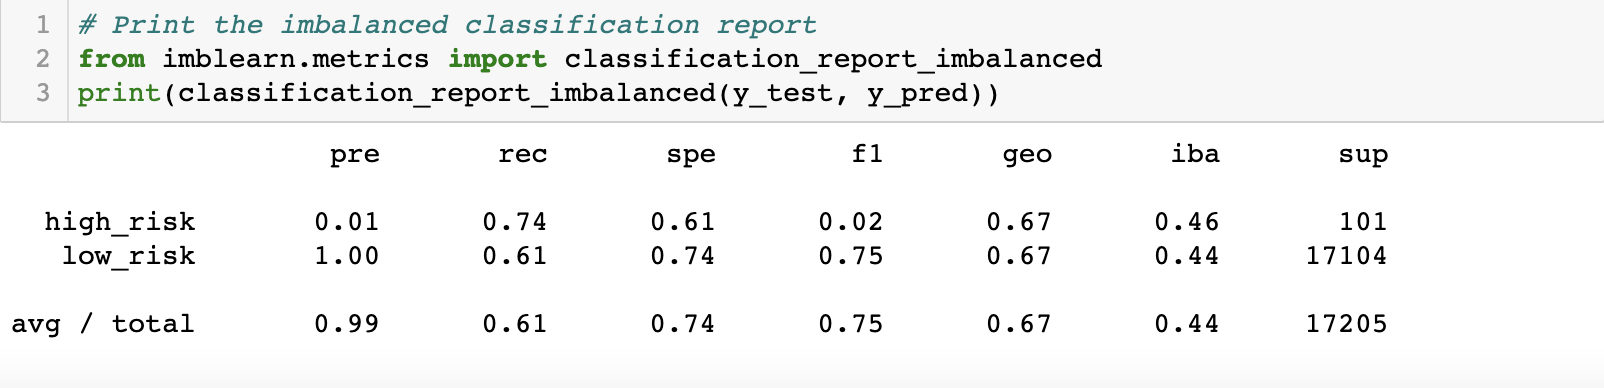 1 # Print the imbalanced classification report
2 from imblearn.metrics import classification_report_imbalanced
3 print(classification_report_imbalanced(y_test, y_pred))
pre rec spe f1 geo iba sup
high_risk 0.01 0.74 0.61 0.02 0.67 0.46 101
low_risk 1.00 0.61 0.74 0.75 0.67 0.44 17104
avg / total 0.99 0.61 0.74 0.75 0.67 0.44 17205